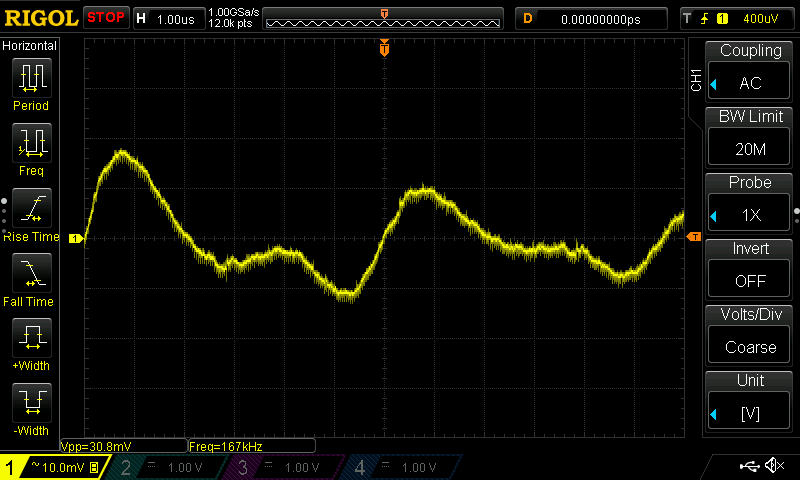 RIGOL STOP H 1.00us 1.00GSa/s D 0.00000000ps T 1 400uV
12.0k pts
T
Horizontal
Period
Freq
Rise Time
Fall Time
+Width
-Width
1
T
T
CH1
Coupling
AC
BW Limit
20M
Probe
1X
Invert
OFF
Volts/Div
Coarse
Unit
[V]
Vpp=30.8mV Freq=167kHz
1 ~ 10.0mV B 2 1.00 V 3 1.00 V 4 1.00 V